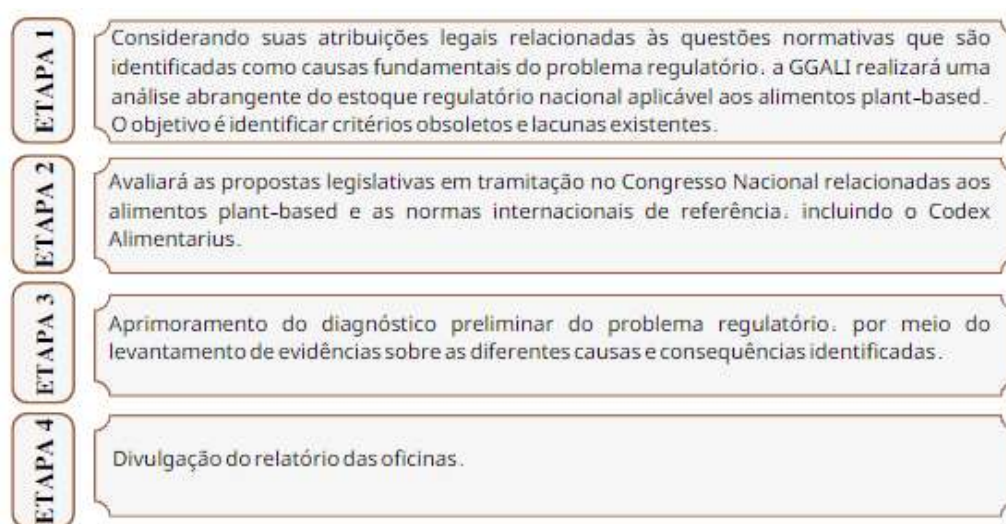 ETAPA 1
Considerando suas atribuições legais relacionadas às questões normativas que são
identificadas como causas fundamentais do problema regulatório. a GGALI realizará uma
análise abrangente do estoque regulatório nacional aplicável aos alimentos plant-based.
O objetivo é identificar critérios obsoletos e lacunas existentes.
ETAPA 2
Avaliará as propostas legislativas em tramitação no Congresso Nacional relacionadas aos
alimentos plant-based e as normas internacionais de referência. incluindo o Codex
Alimentarius.
ETAPA 3
Aprimoramento do diagnóstico preliminar do problema regulatório. por meio do
levantamento de evidências sobre as diferentes causas e consequências identificadas.
ETAPA 4
Divulgação do relatório das oficinas.